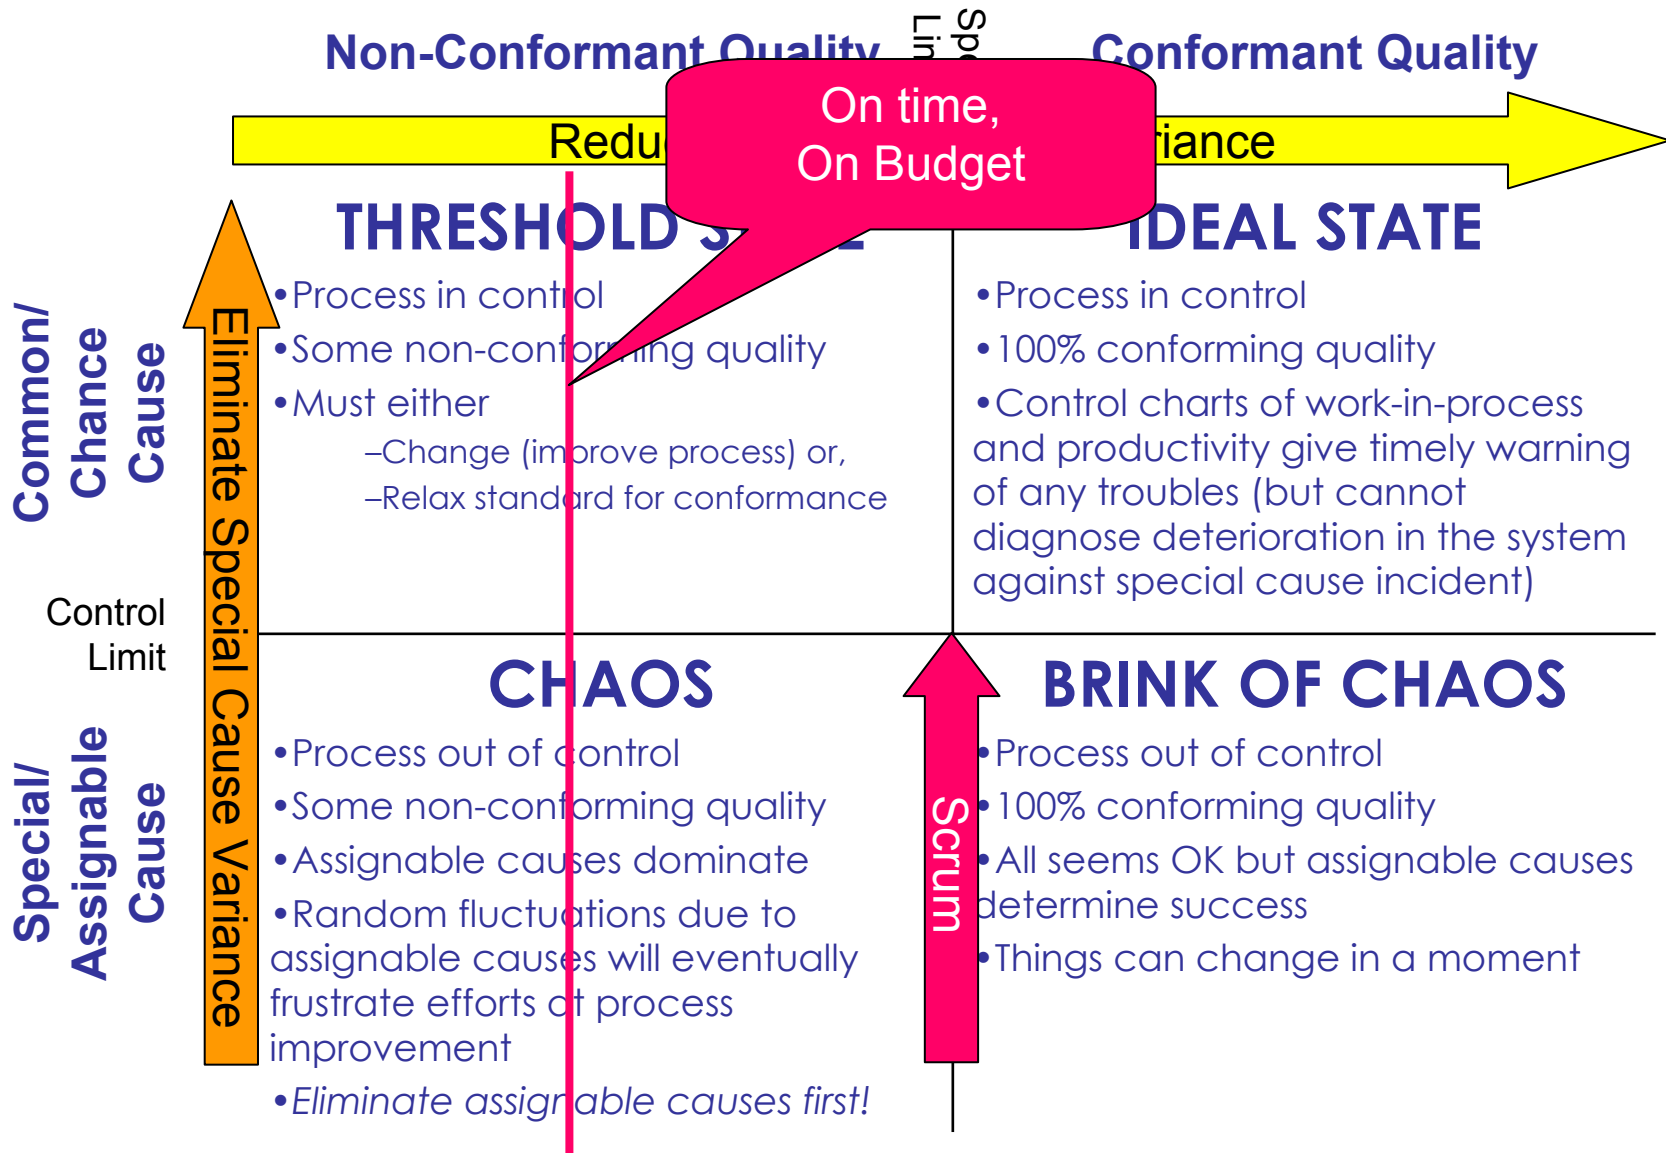 Non-Conformant Quality
Conformant Quality
On time,
On Budget
THRESHOLD
IDEAL STATE
•Process in control
•Some non-conforming quality
•Must either
–Change (improve process) or,
–Relax standard for conformance
•Process in control
•100% conforming quality
•Control charts of work-in-process
and productivity give timely warning
of any troubles (but cannot
diagnose deterioration in the system
against special cause incident)
Common/
Chance
Cause
Eliminate Special Cause Variance
Control
Limit
Special/
Assignable
Cause
CHAOS
•Process out of control
•Some non-conforming quality
•Assignable causes dominate
•Random fluctuations due to
assignable causes will eventually
frustrate efforts at process
improvement
•Eliminate assignable causes first!
Scrum
BRINK OF CHAOS
•Process out of control
•100% conforming quality
•All seems OK but assignable causes
determine success
•Things can change in a moment